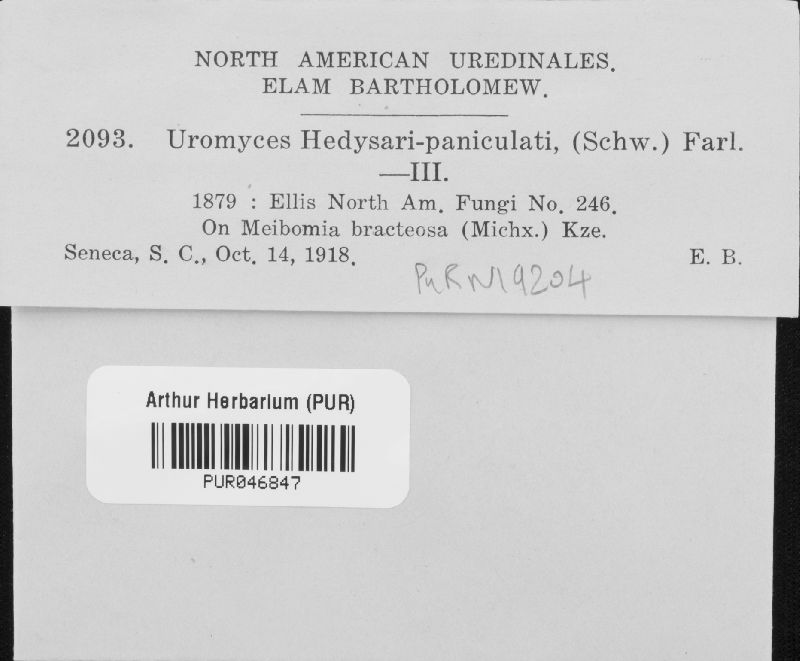 NORTH AMERICAN UREDINALES.
ELAM BARTHOLOMEW.
2093. Uromyces Hedysari-paniculati, (Schw.) Farl.
—III.
1879 : Ellis North Am. Fungi No. 246.
On Meibomia bracteosa (Michx.) Kze.
Seneca, S. C., Oct. 14, 1918. E. B.
PUR N19204
Arthur Herbarium (PUR)
PUR046847